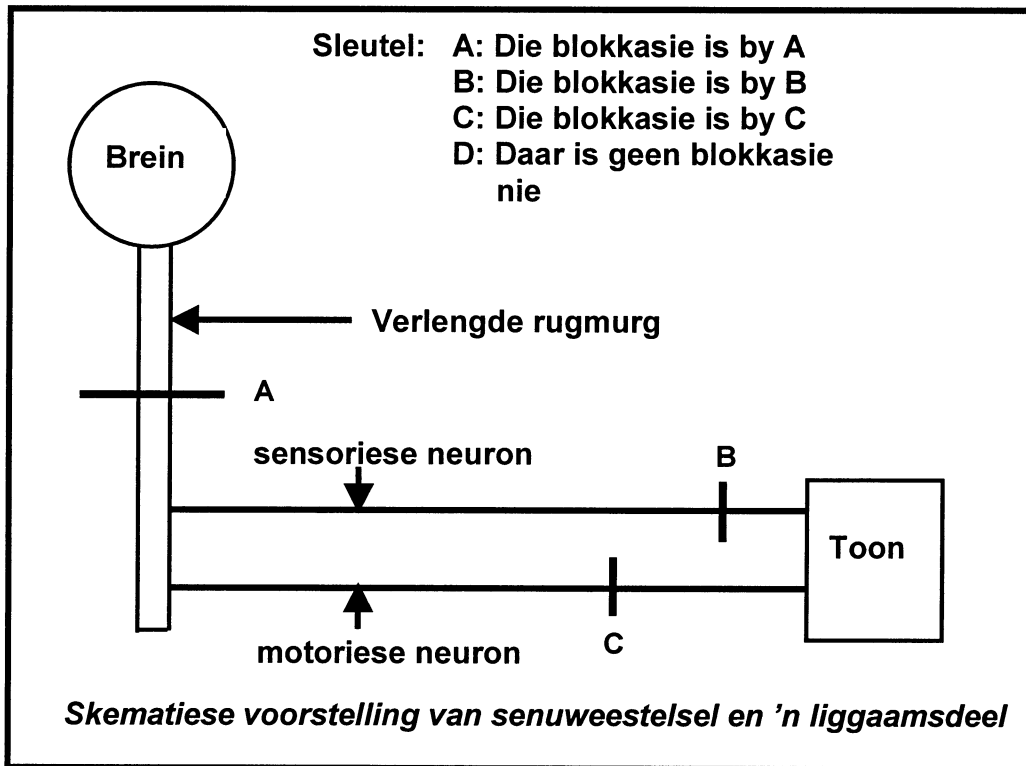 Sleutel: A: Die blokkasie is by A
B: Die blokkasie is by B
C: Die blokkasie is by C
D: Daar is geen blokkasie
nie
Brein
Verlengde rugmurg
A
sensoriese neuron
B
Toon
motoriese neuron
C
Skematiese voorstelling van senuweestelsel en 'n liggaamsdeel